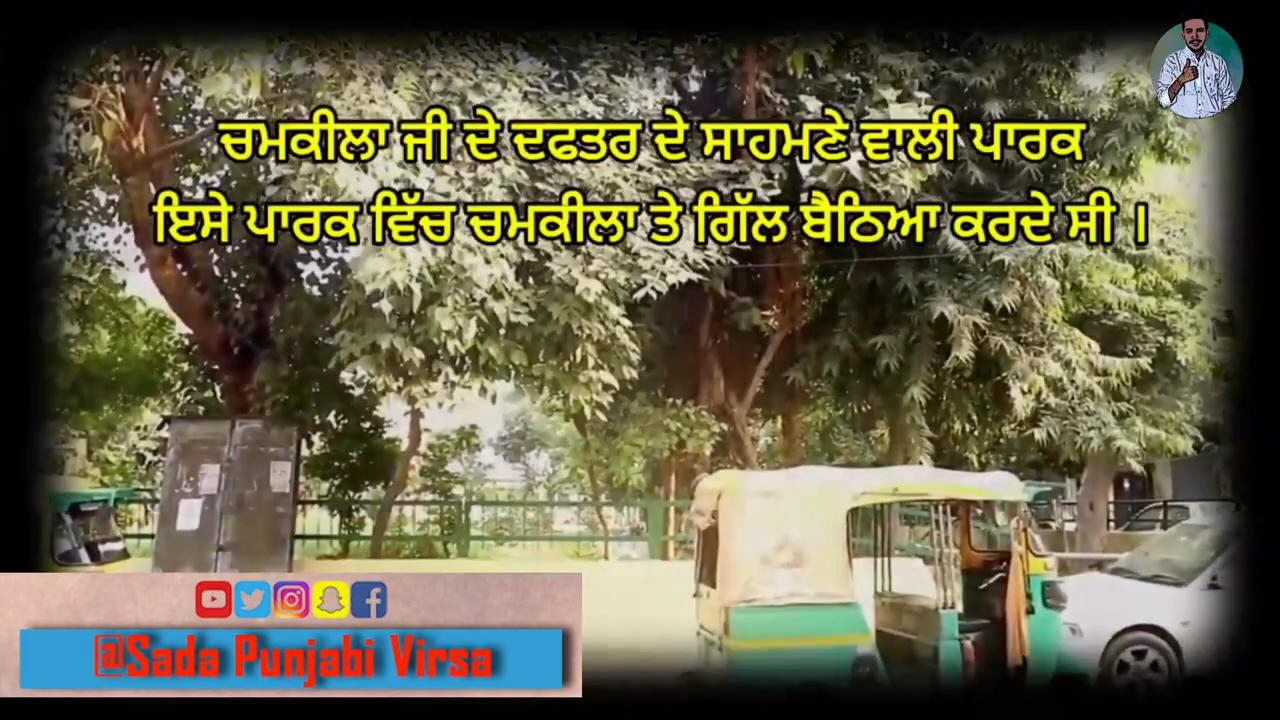 ਚਮਕੀਲਾ ਜੀ ਦੇ ਦਫਤਰ ਦੇ ਸਾਹਮਣੇ ਵਾਲੀ ਪਾਰਕ
ਇਸੇ ਪਾਰਕ ਵਿੱਚ ਚਮਕੀਲਾ ਤੇ ਗਿੱਲ ਬੈਠਿਆ ਕਰਦੇ ਸੀ ।
@Sada Punjabi Virsa